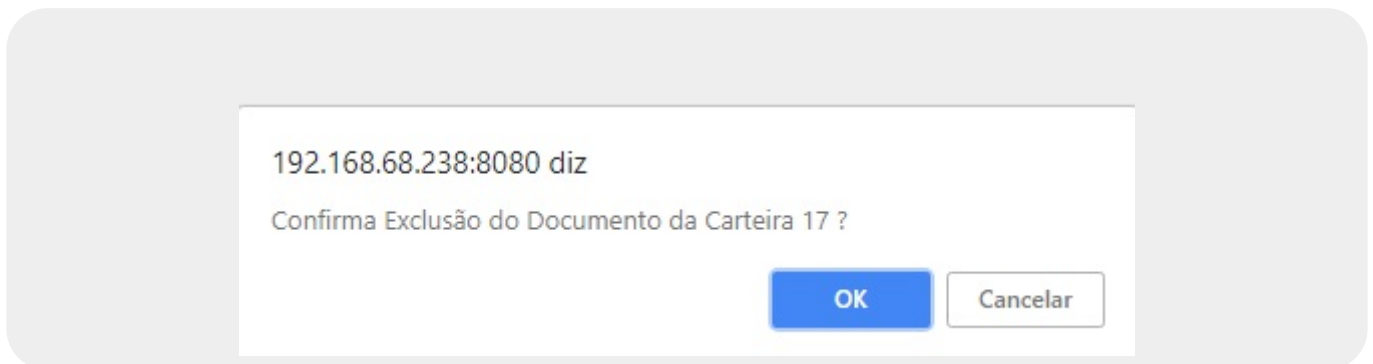 192.168.68.238:8080 diz
Confirma Exclusão do Documento da Carteira 17 ?
OK Cancelar